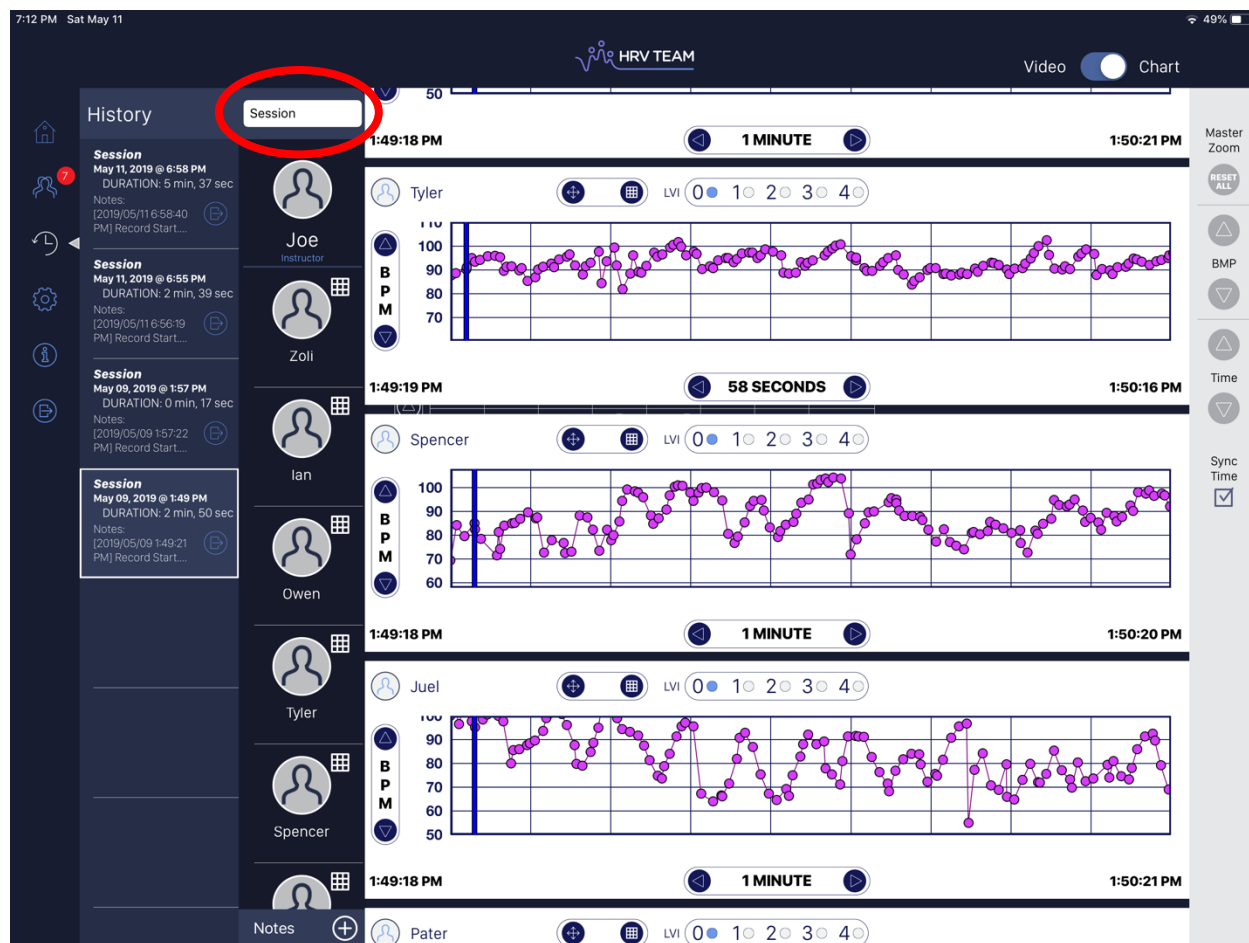 7:12 PM Sat May 11
49%
HRV TEAM
Video Chart
History
Session
7
Session
May 11, 2019 @ 6:58 PM
DURATION: 5 min, 37 sec
Notes:
[2019/05/11 6:58:40
PM] Record Start....
Session
May 11, 2019 @ 6:55 PM
DURATION: 2 min, 39 sec
Notes:
[2019/05/11 6:56:19
PM] Record Start....
Session
May 09, 2019 @ 1:57 PM
DURATION: 0 min, 17 sec
Notes:
[2019/05/09 1:57:22
PM] Record Start....
Session
May 09, 2019 @ 1:49 PM
DURATION: 2 min, 50 sec
Notes:
[2019/05/09 1:49:21
PM] Record Start....
Joe
Instructor
Zoli
Ian
Owen
Tyler
Spencer
Notes
50
1:49:18 PM 1 MINUTE 1:50:21 PM
Tyler LVI 0 1 2 3 4
BPM
110
100
90
80
70
1:49:19 PM 58 SECONDS 1:50:16 PM
Spencer LVI 0 1 2 3 4
BPM
100
90
80
70
60
1:49:18 PM 1 MINUTE 1:50:20 PM
Juel LVI 0 1 2 3 4
BPM
100
90
80
70
60
50
1:49:18 PM 1 MINUTE 1:50:21 PM
Pater LVI 0 1 2 3 4
Master
Zoom
RESET
ALL
BMP
Time
Sync
Time